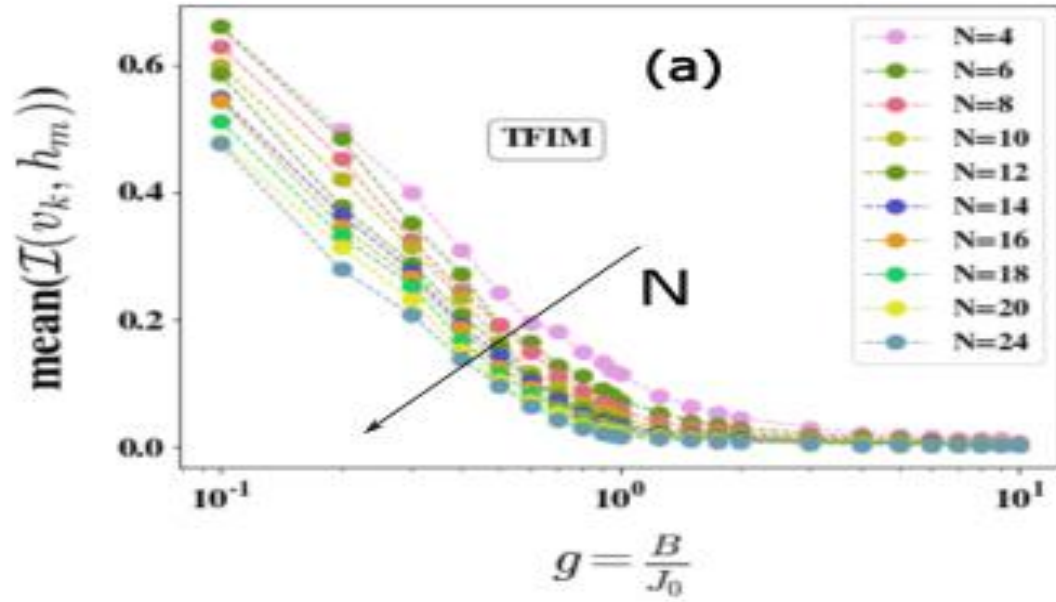 (a)
TFIM
N
N=4
N=6
N=8
N=10
N=12
N=14
N=16
N=18
N=20
N=24
mean(𝓘(v_k, h_m))
0.6
0.4
0.2
0.0
10^-1
10^0
10^1
g = B/J_0